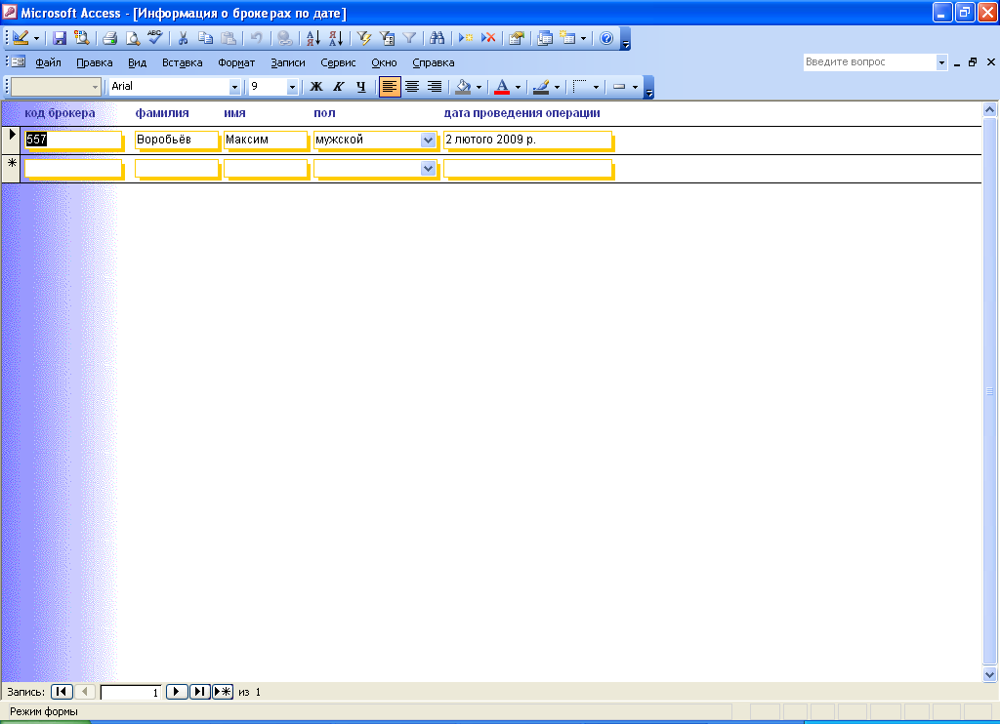 Microsoft Access - [Информация о брокерах по дате]
Файл Правка Вид Вставка Формат Записи Сервис Окно Справка Введите вопрос
Arial 9 Ж К Ч А
код брокера фамилия имя пол дата проведения операции
557 Воробьёв Максим мужской 2 лютого 2009 р.
Запись: 1 из 1
Режим формы